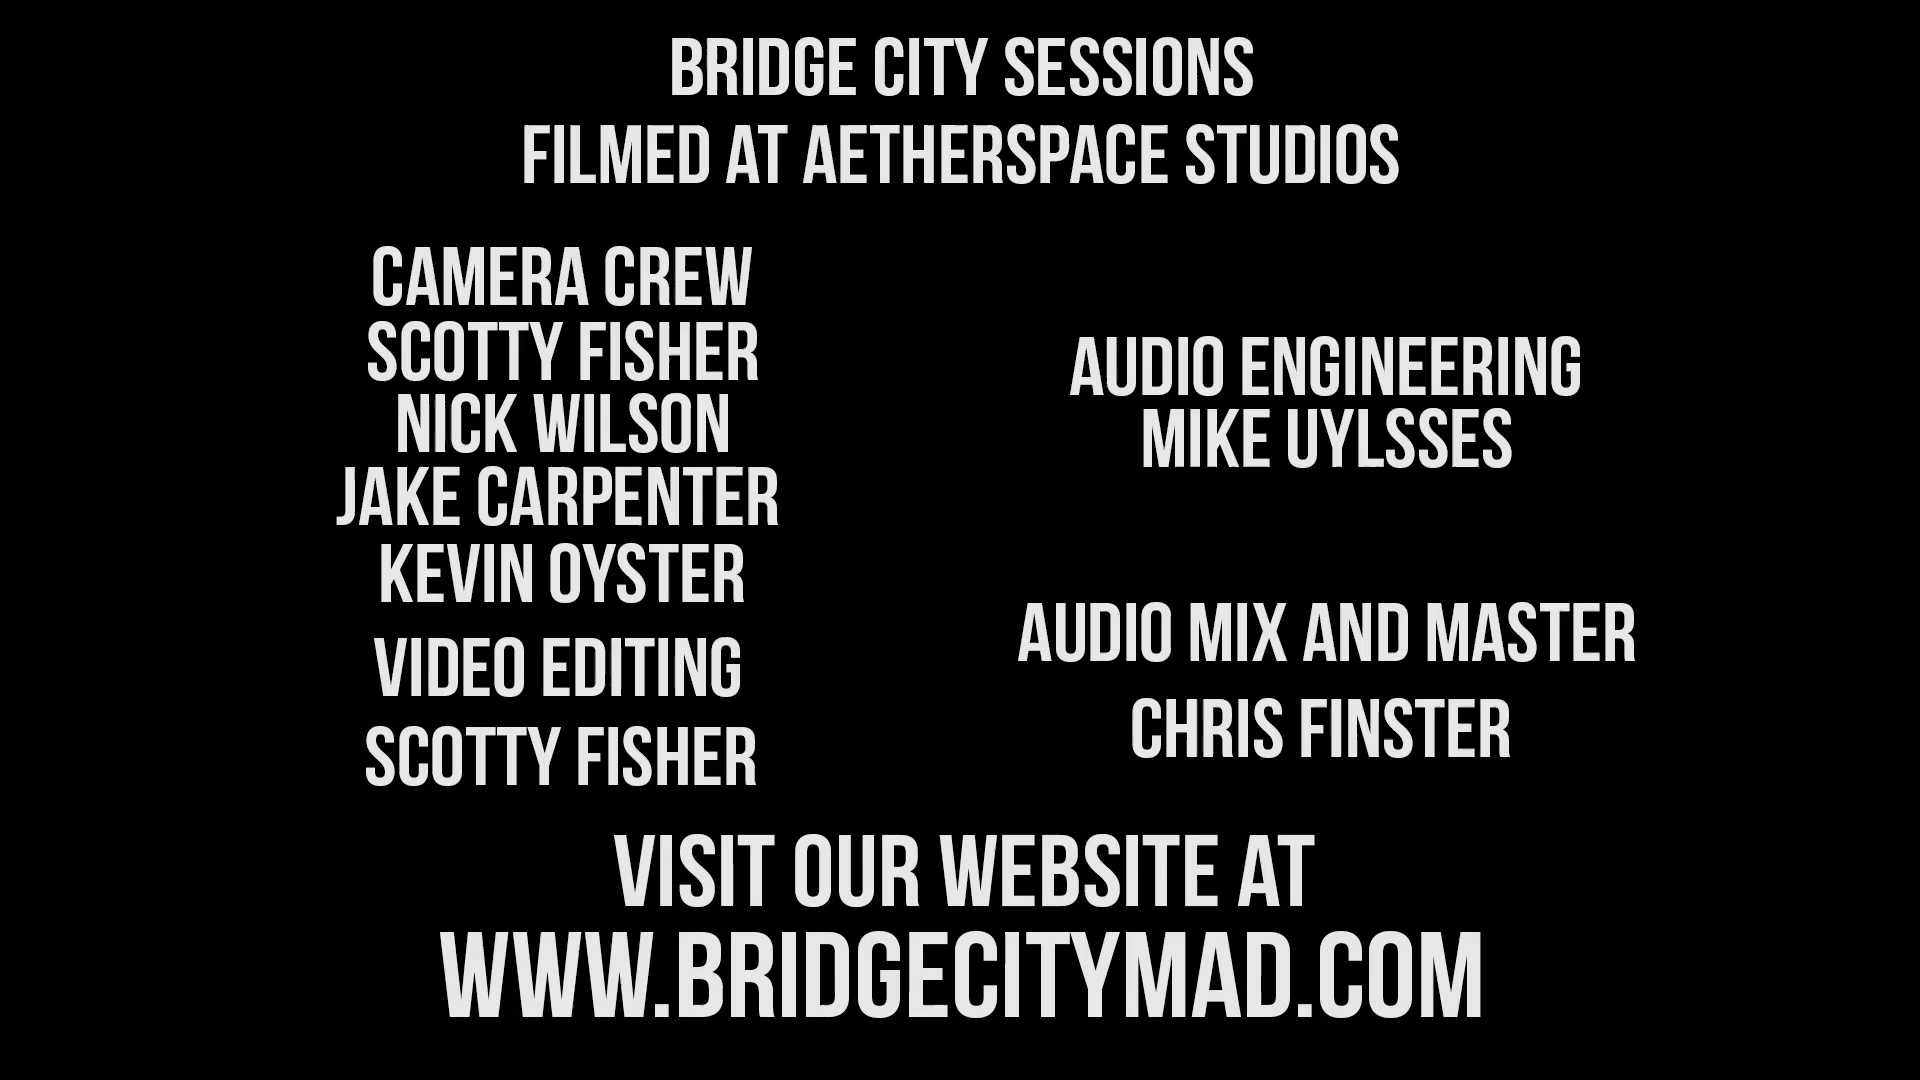 BRIDGE CITY SESSIONS
FILMED AT AETHERSPACE STUDIOS
CAMERA CREW
SCOTTY FISHER
NICK WILSON
JAKE CARPENTER
KEVIN OYSTER
VIDEO EDITING
SCOTTY FISHER
AUDIO ENGINEERING
MIKE UYLSSES
AUDIO MIX AND MASTER
CHRIS FINSTER
VISIT OUR WEBSITE AT
WWW.BRIDGECITYMAD.COM